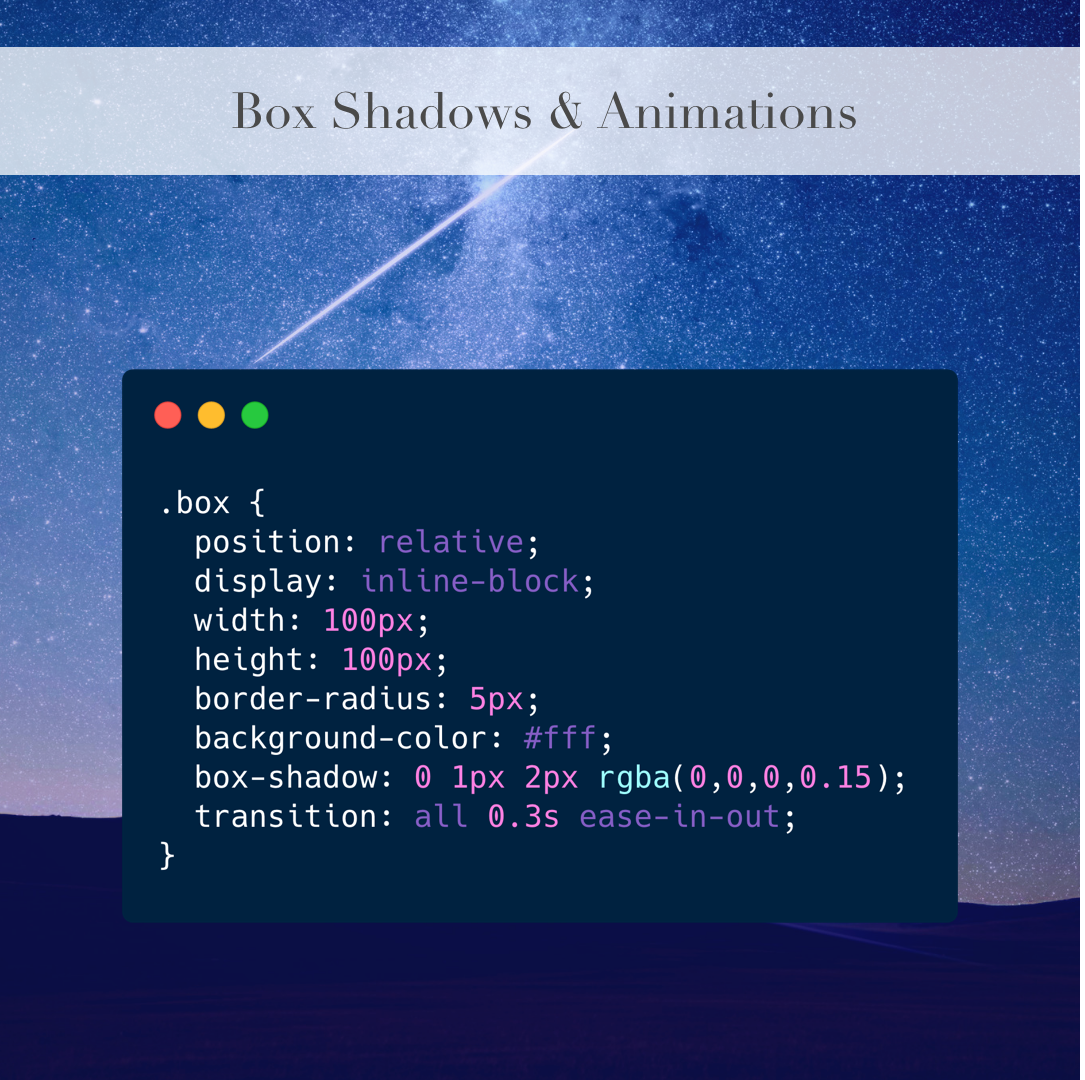 Box Shadows & Animations
.box {
  position: relative;
  display: inline-block;
  width: 100px;
  height: 100px;
  border-radius: 5px;
  background-color: #fff;
  box-shadow: 0 1px 2px rgba(0,0,0,0.15);
  transition: all 0.3s ease-in-out;
}